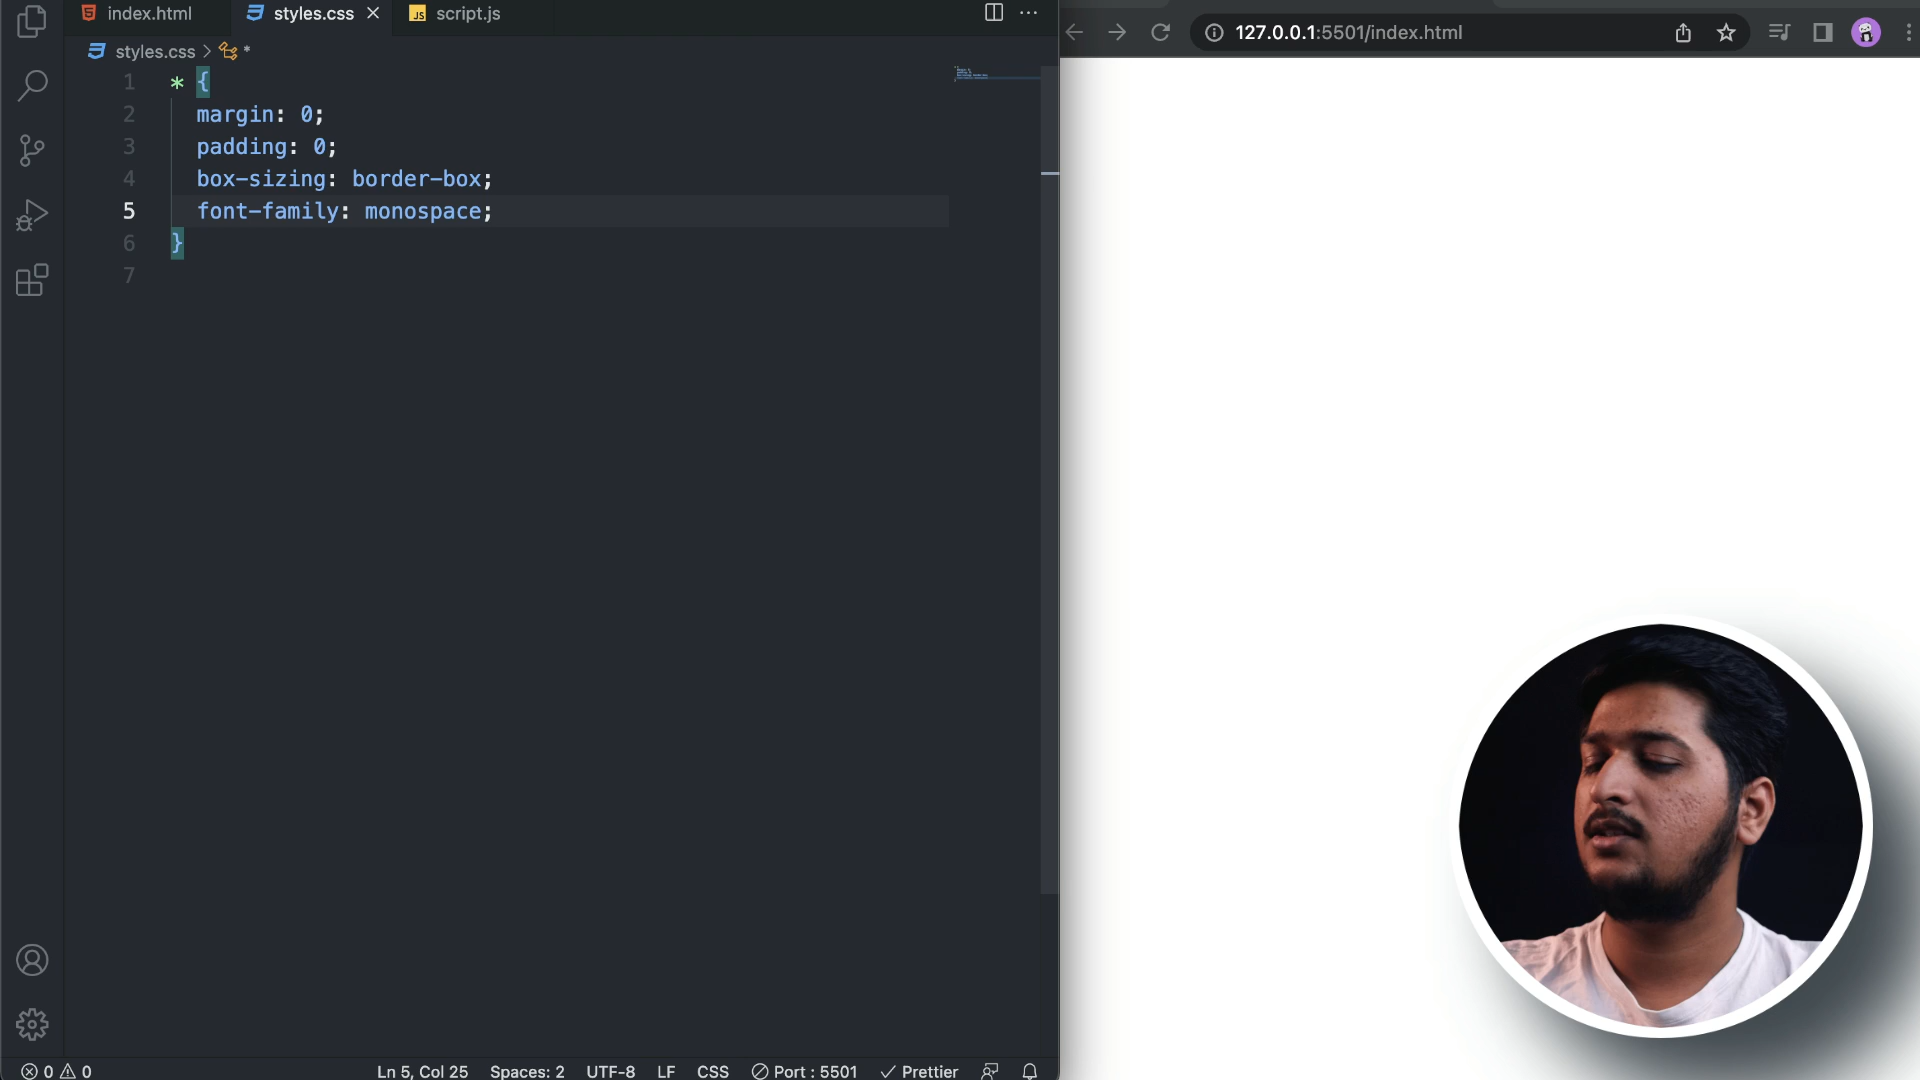 index.html
styles.css
JS script.js
127.0.0.1:5501/index.html
styles.css > *
1 * {
2 margin: 0;
3 padding: 0;
4 box-sizing: border-box;
5 font-family: monospace;
6 }
7
0 0
Ln 5, Col 25
Spaces: 2
UTF-8
LF
CSS
Port : 5501
Prettier